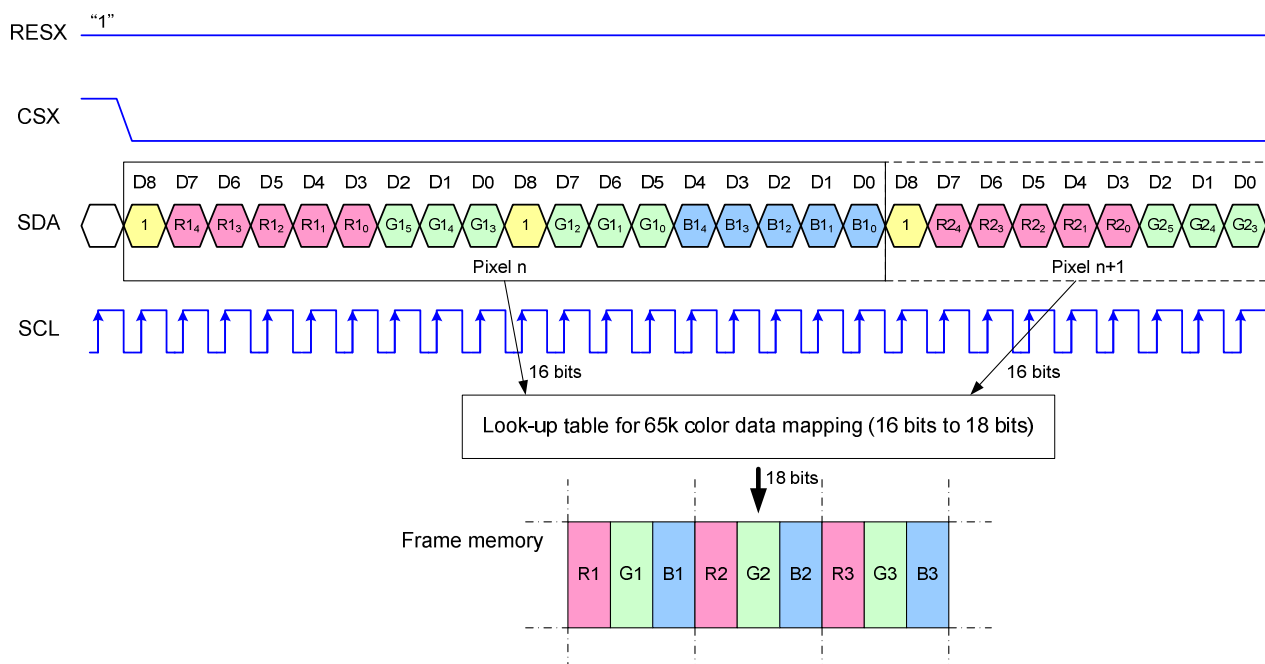 RESX “1”
CSX
D8 D7 D6 D5 D4 D3 D2 D1 D0 D8 D7 D6 D5 D4 D3 D2 D1 D0 D8 D7 D6 D5 D4 D3 D2 D1 D0
SDA 1 R1₄ R1₃ R1₂ R1₁ R1₀ G1₅ G1₄ G1₃ 1 G1₂ G1₁ G1₀ B1₄ B1₃ B1₂ B1₁ B1₀ 1 R2₄ R2₃ R2₂ R2₁ R2₀ G2₅ G2₄ G2₃
Pixel n Pixel n+1
SCL
16 bits 16 bits
Look-up table for 65k color data mapping (16 bits to 18 bits)
18 bits
Frame memory
R1 G1 B1 R2 G2 B2 R3 G3 B3